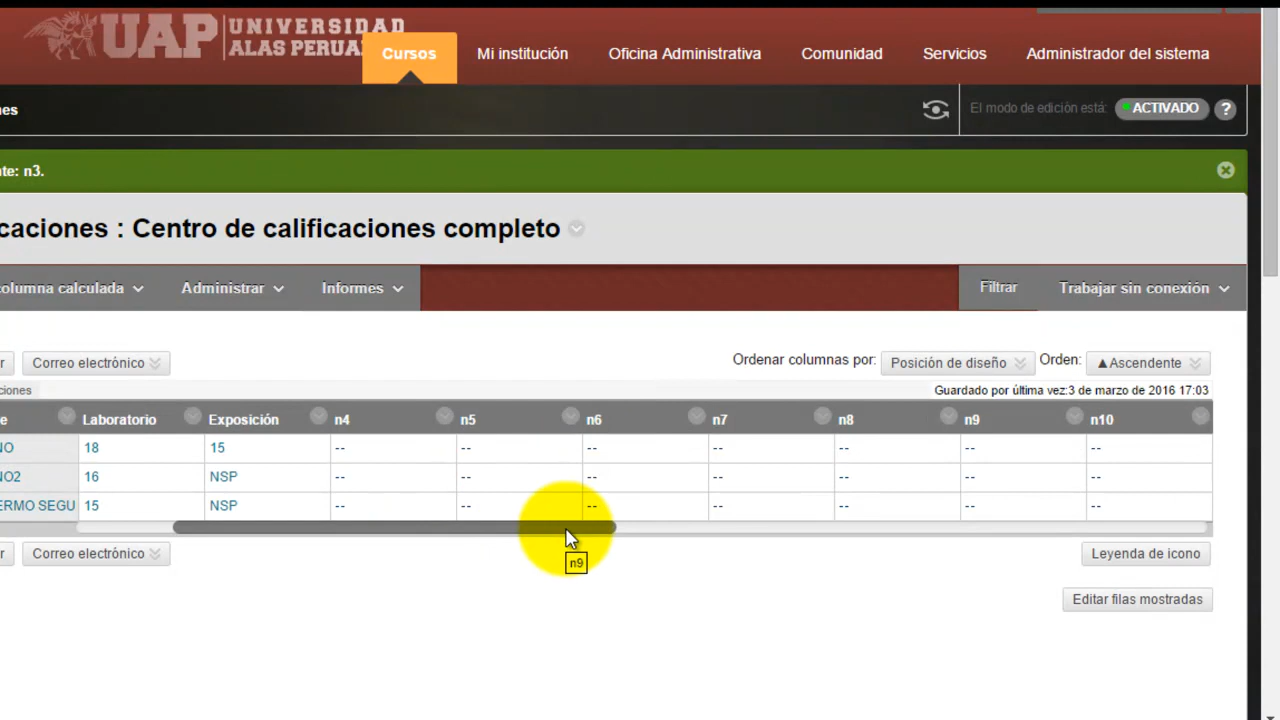 UAP UNIVERSIDAD
ALAS PERUA
Cursos Mi institución Oficina Administrativa Comunidad Servicios Administrador del sistema
nes El modo de edición está: ACTIVADO ?
nte: n3.
caciones : Centro de calificaciones completo
columna calculada Administrar Informes Filtrar Trabajar sin conexión
r Correo electrónico Ordenar columnas por: Posición de diseño Orden: ▲Ascendente
ciones Guardado por última vez:3 de marzo de 2016 17:03
e Laboratorio Exposición n4 n5 n6 n7 n8 n9 n10
NO 18 15 -- -- -- -- -- -- --
NO2 16 NSP -- -- -- -- -- -- --
ERMO SEGU 15 NSP -- -- -- -- -- -- --
r Correo electrónico Leyenda de icono
n9
Editar filas mostradas